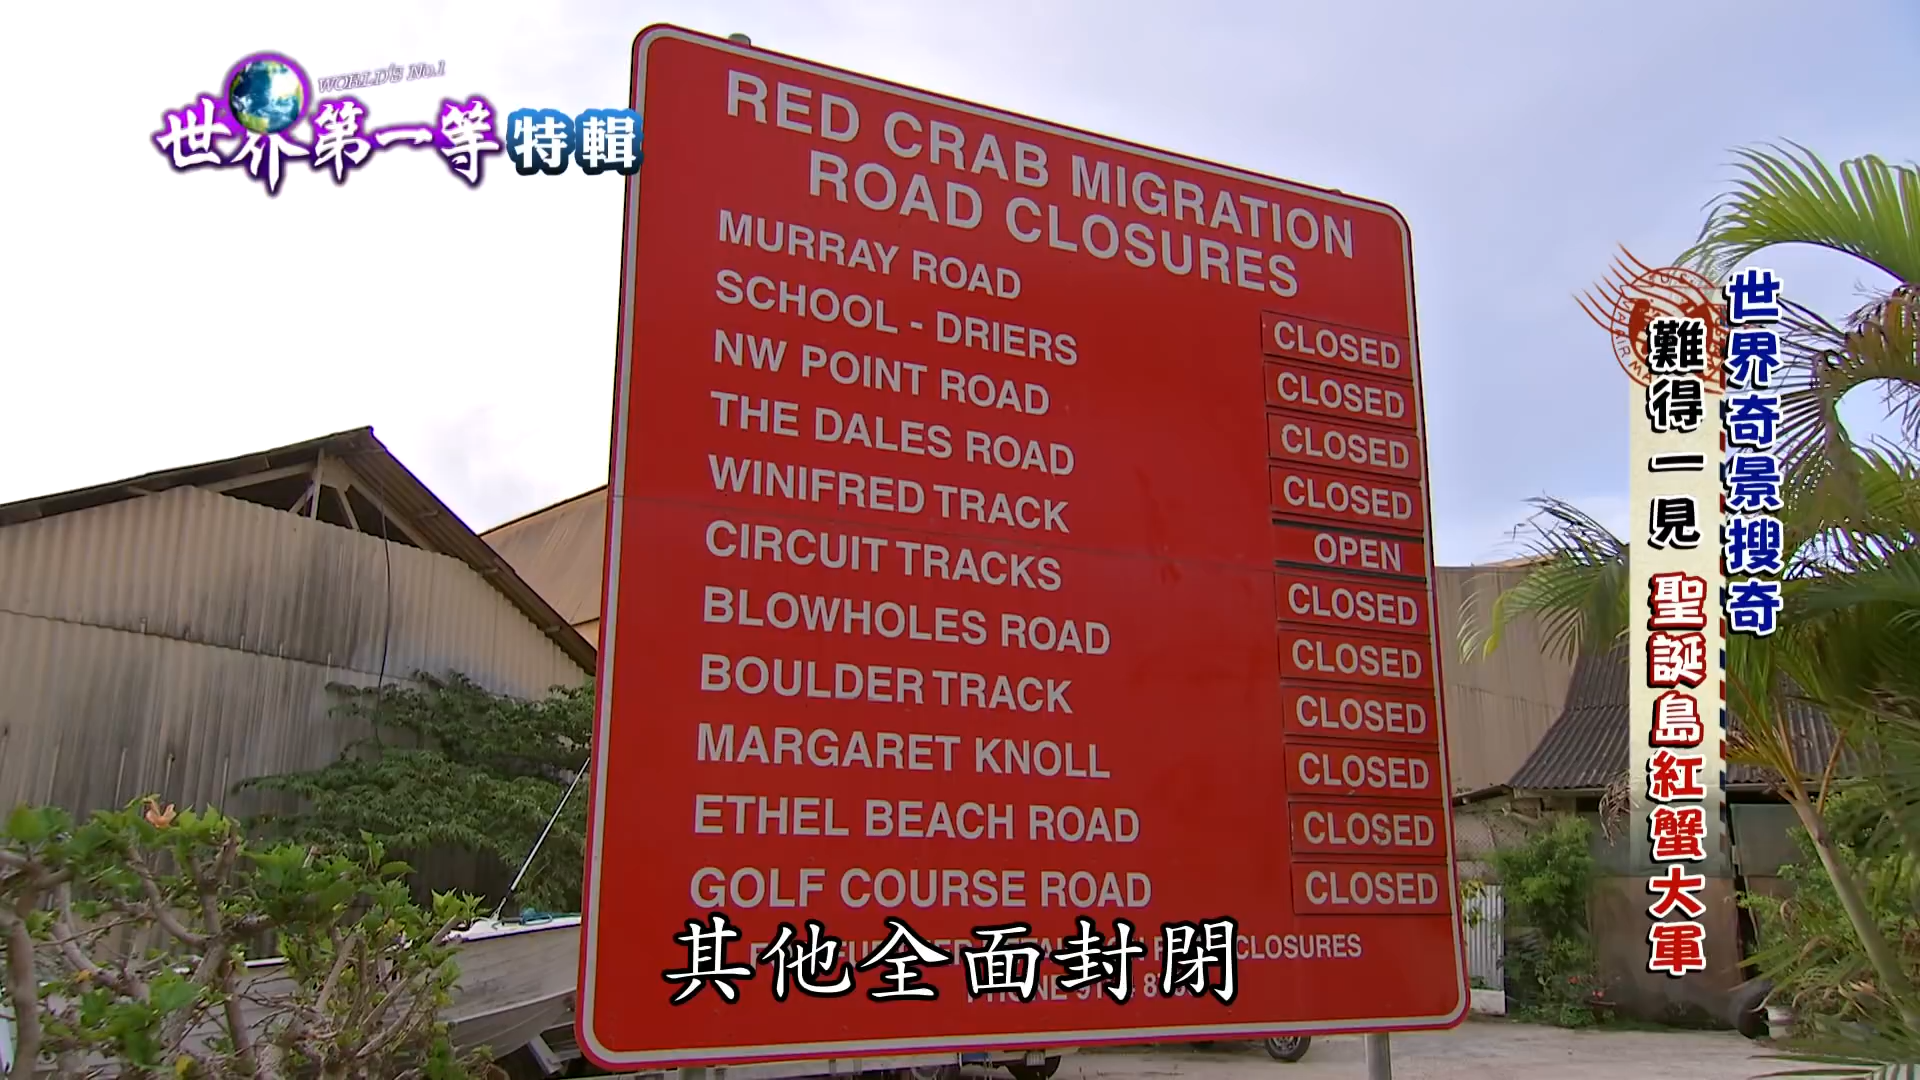 WORLD'S No.1
世界第一等特輯
RED CRAB MIGRATION
ROAD CLOSURES
MURRAY ROAD CLOSED
SCHOOL - DRIERS CLOSED
NW POINT ROAD CLOSED
THE DALES ROAD CLOSED
WINIFRED TRACK OPEN
CIRCUIT TRACKS CLOSED
BLOWHOLES ROAD CLOSED
BOULDER TRACK CLOSED
MARGARET KNOLL CLOSED
ETHEL BEACH ROAD CLOSED
GOLF COURSE ROAD CLOSED
CLOSURES
PHONE
其他全面封閉
世界奇景搜奇
難得一見 聖誕島紅蟹大軍